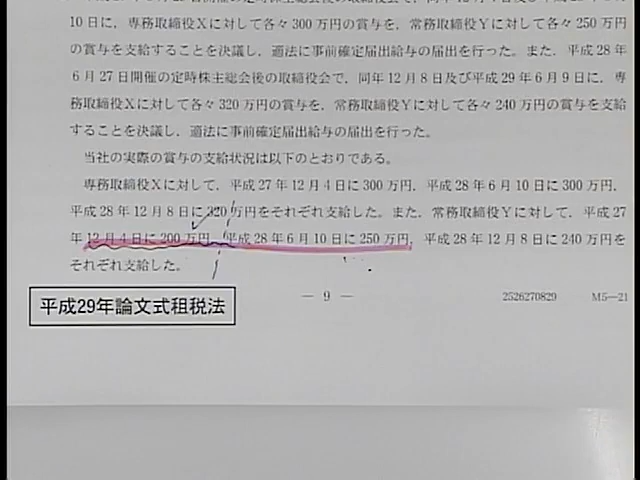 10日に，専務取締役Xに対して各々300万円の賞与を，常務取締役Yに対して各々250万円
の賞与を支給することを決議し，適法に事前確定届出給与の届出を行った。また，平成28年
6月27日開催の定時株主総会後の取締役会で，同年12月8日及び平成29年6月9日に，専
務取締役Xに対して各々320万円の賞与を，常務取締役Yに対して各々240万円の賞与を支給
することを決議し，適法に事前確定届出給与の届出を行った。
当社の実際の賞与の支給状況は以下のとおりである。
専務取締役Xに対して，平成27年12月4日に300万円，平成28年6月10日に300万円，
平成28年12月8日に320万円をそれぞれ支給した。また，常務取締役Yに対して，平成27
年12月4日に200万円，平成28年6月10日に250万円，平成28年12月8日に240万円を
それぞれ支給した。
— 9 —
2526270829 M5—21
平成29年論文式租税法